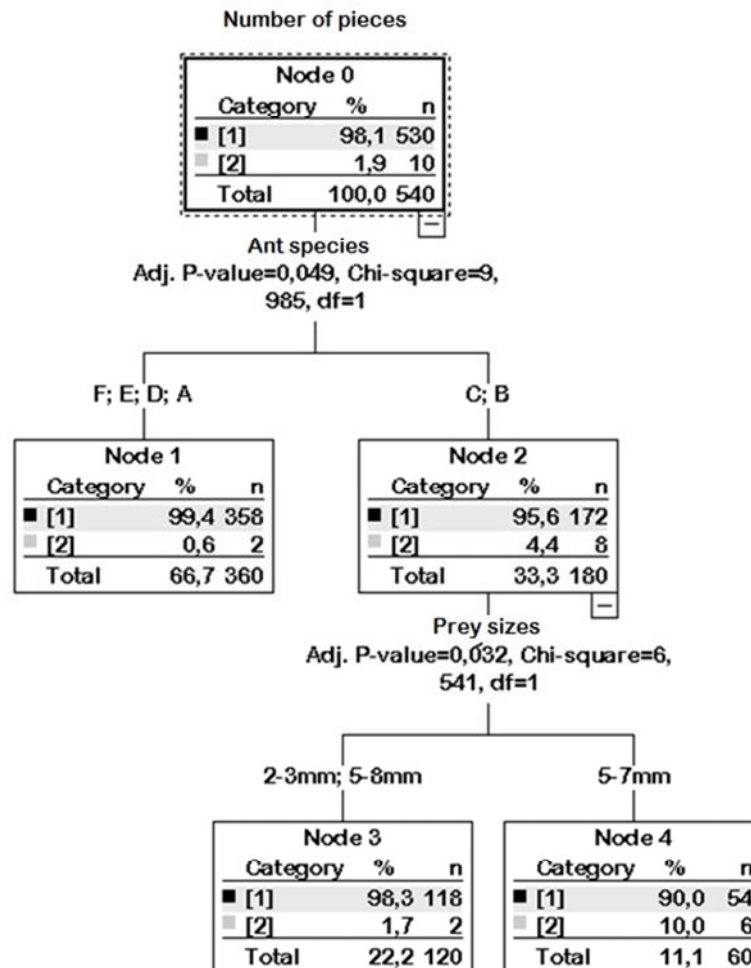 Number of pieces
Node 0
Category % n
[1] 98,1 530
[2] 1,9 10
Total 100,0 540
Ant species
Adj. P-value=0,049, Chi-square=9,
985, df=1
F; E; D; A
C; B
Node 1
Category % n
[1] 99,4 358
[2] 0,6 2
Total 66,7 360
Node 2
Category % n
[1] 95,6 172
[2] 4,4 8
Total 33,3 180
Prey sizes
Adj. P-value=0,032, Chi-square=6,
541, df=1
2-3mm; 5-8mm
5-7mm
Node 3
Category % n
[1] 98,3 118
[2] 1,7 2
Total 22,2 120
Node 4
Category % n
[1] 90,0 54
[2] 10,0 6
Total 11,1 60